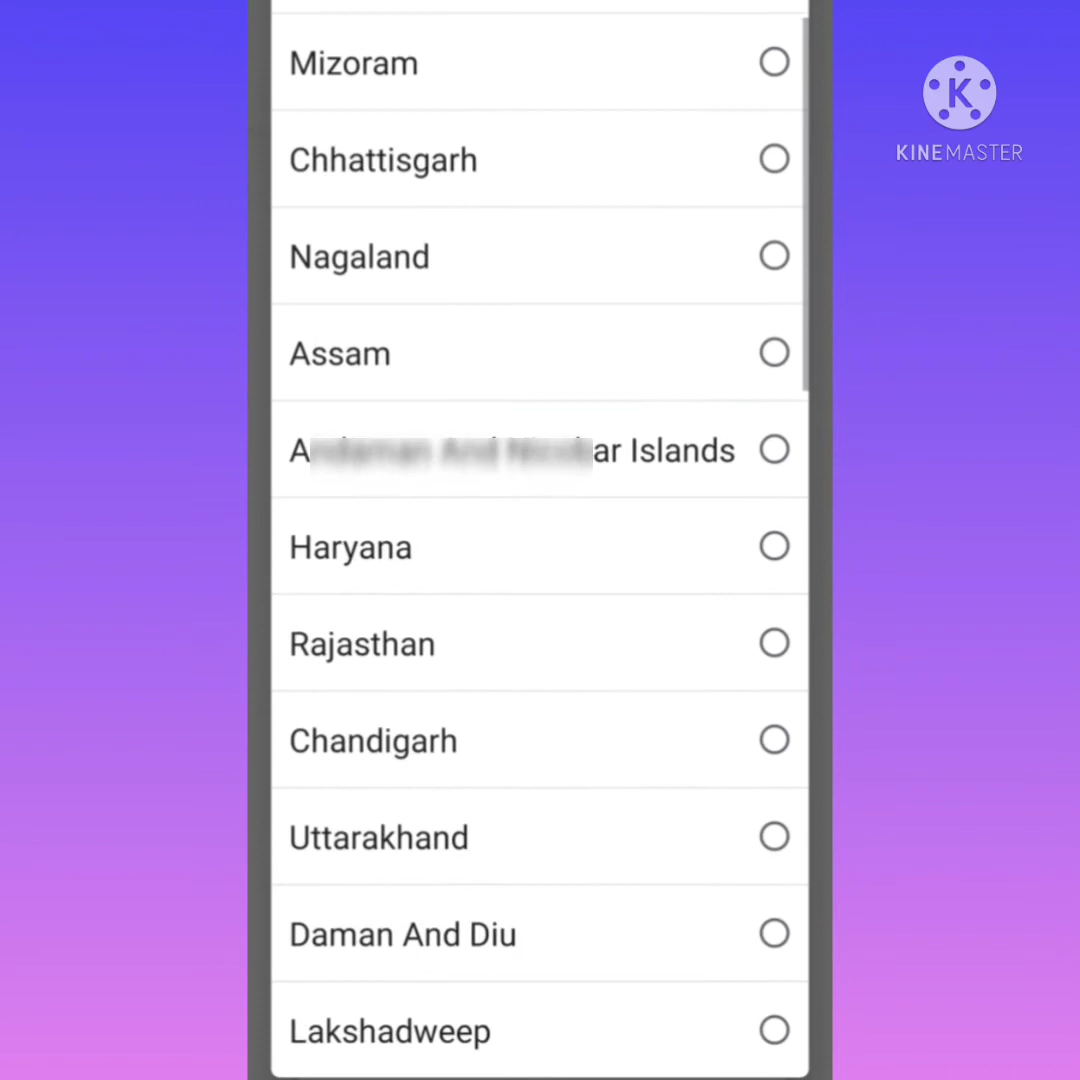 Mizoram
Chhattisgarh
Nagaland
Assam
ar Islands
Haryana
Rajasthan
Chandigarh
Uttarakhand
Daman And Diu
Lakshadweep
K
KINEMASTER